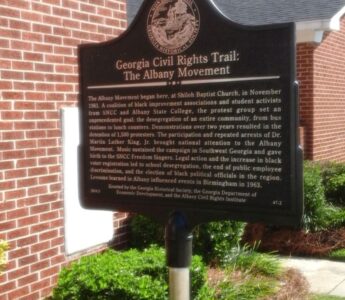 Georgia Civil Rights Trail:
The Albany Movement
The Albany Movement began here, at Shiloh Baptist Church, in November
1961. A coalition of black improvement associations and student activists
from SNCC and Albany State College, the protest group set an
unprecedented goal: the desegregation of an entire community, from bus
stations to lunch counters. Demonstrations over two years resulted in the
detention of 1,500 protesters. The participation and repeated arrests of Dr.
Martin Luther King, Jr. brought national attention to the Albany
Movement. Music sustained the campaign in Southwest Georgia and gave
birth to the SNCC Freedom Singers. Legal action and the increase in black
voter registration led to school desegregation, the end of public employee
discrimination, and the election of black political officials in the region.
Lessons learned in Albany influenced events in Birmingham in 1963.
Erected by the Georgia Historical Society, the Georgia Department of
Economic Development, and the Albany Civil Rights Institute
47-2